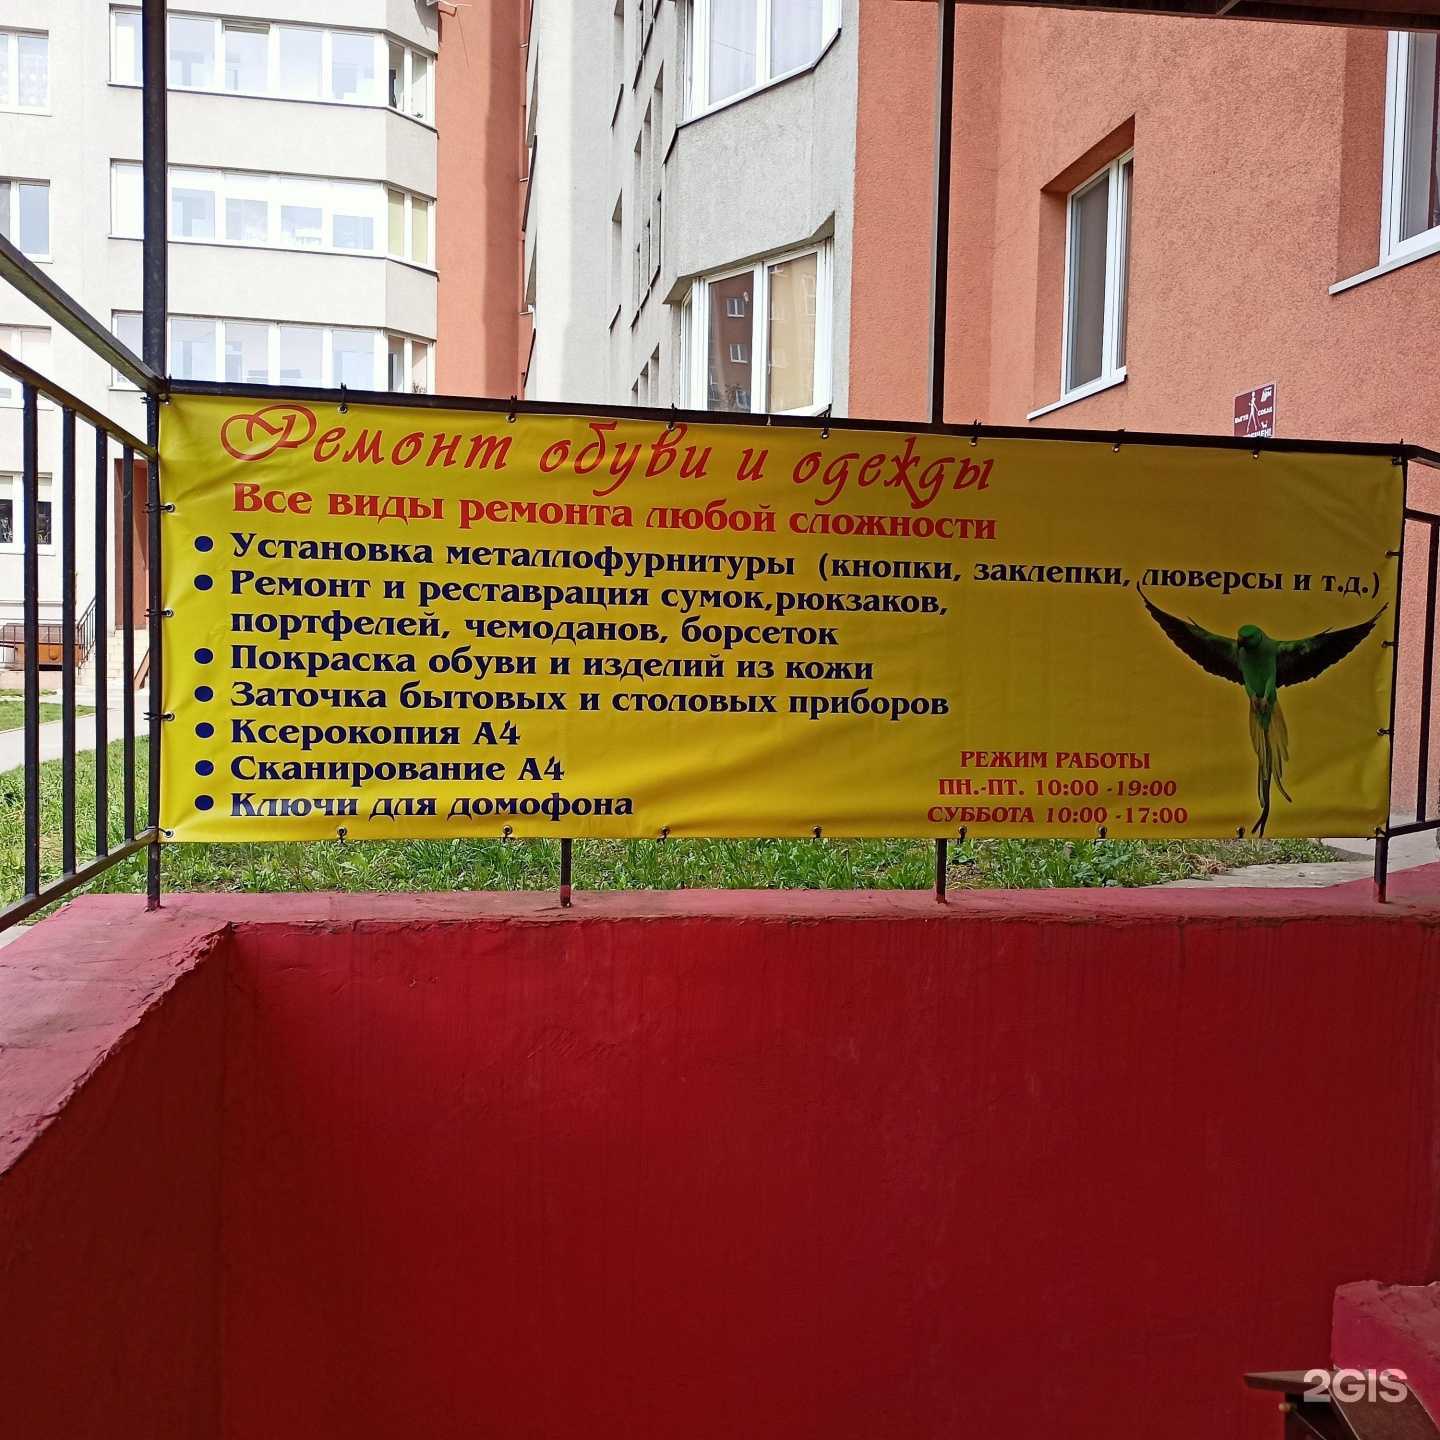 Ремонт обуви и одежды
Все виды ремонта любой сложности
• Установка металлофурнитуры (кнопки, заклепки, люверсы и т.д.)
• Ремонт и реставрация сумок,рюкзаков,
портфелей, чемоданов, борсеток
• Покраска обуви и изделий из кожи
• Заточка бытовых и столовых приборов
• Ксерокопия А4
• Сканирование А4
• Ключи для домофона
РЕЖИМ РАБОТЫ
ПН.-ПТ. 10:00 -19:00
СУББОТА 10:00 -17:00
ВЫГУЛ СОБАК
2GIS